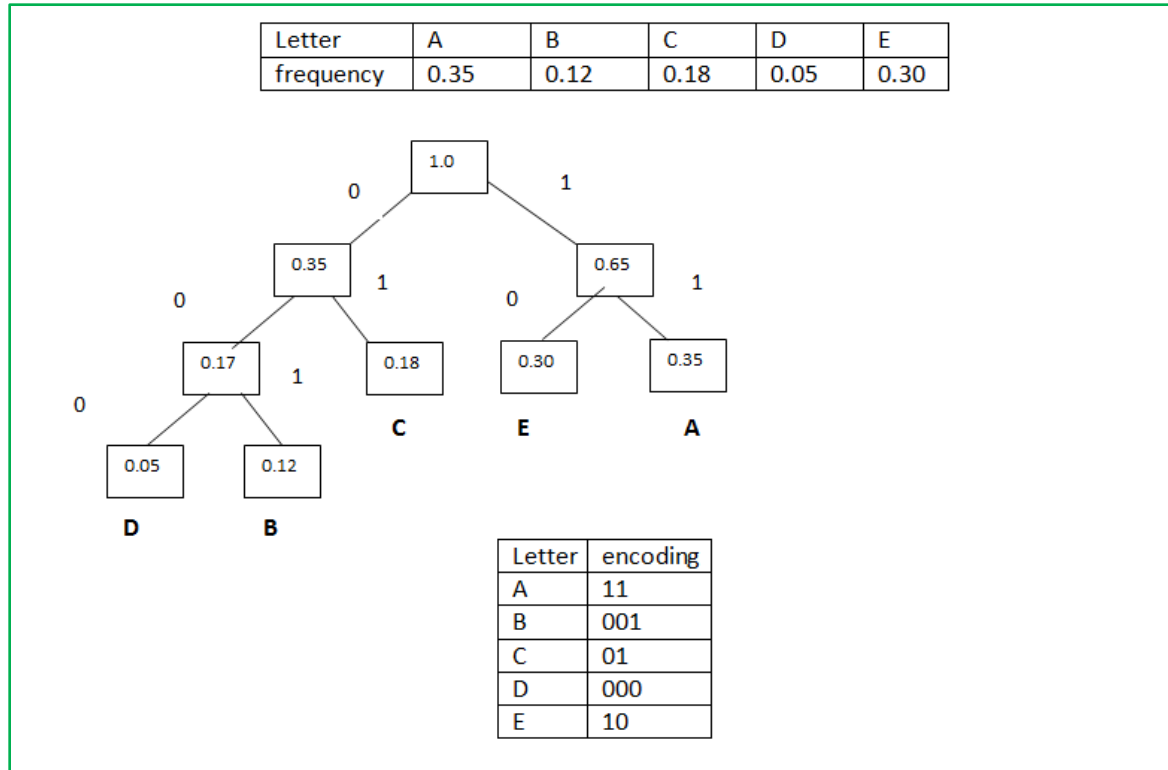 Letter A B C D E
frequency 0.35 0.12 0.18 0.05 0.30
1.0
0 1
0.35 0.65
0 1 0 1
0.17 0.18 0.30 0.35
0 1
C E A
0.05 0.12
D B
Letter encoding
A 11
B 001
C 01
D 000
E 10